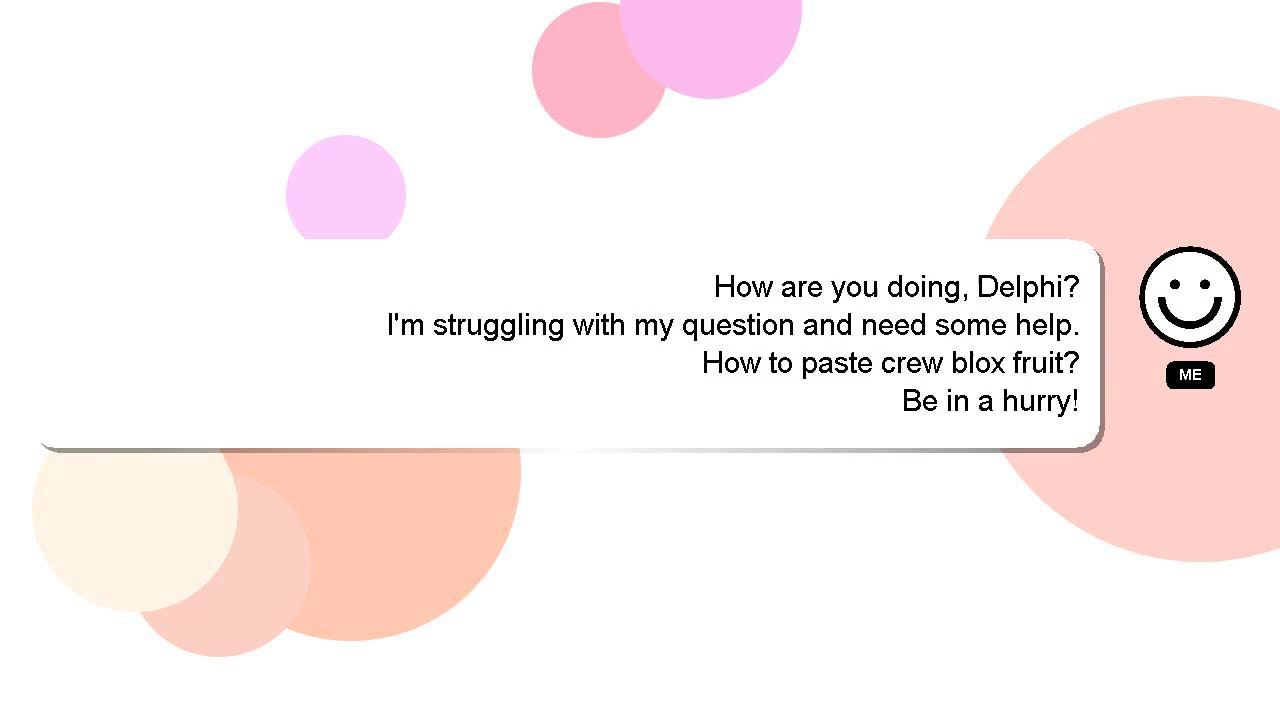 How are you doing, Delphi?
I'm struggling with my question and need some help.
How to paste crew blox fruit?
Be in a hurry!
ME